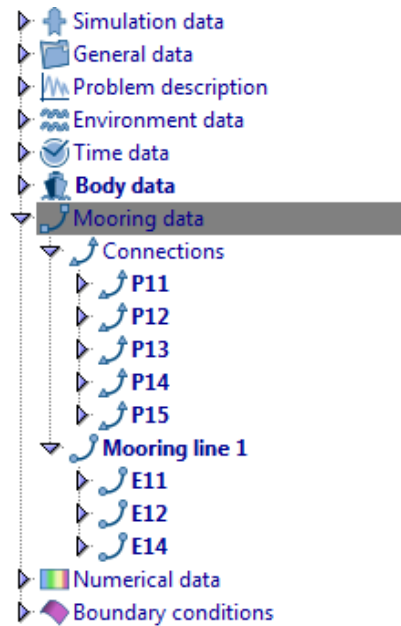 Simulation data
General data
Problem description
Environment data
Time data
Body data
Mooring data
Connections
P11
P12
P13
P14
P15
Mooring line 1
E11
E12
E14
Numerical data
Boundary conditions